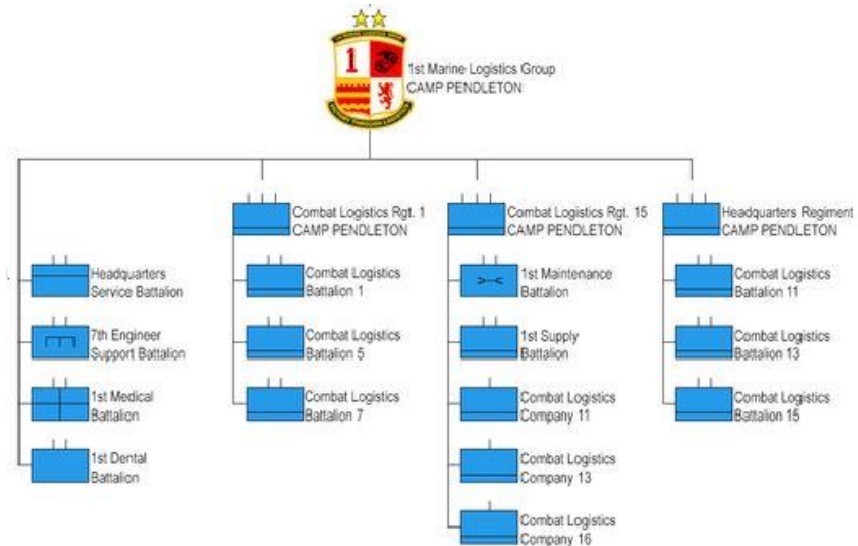 1
1st Marine Logistics Group
CAMP PENDLETON
Combat Logistics Rgt. 1
CAMP PENDLETON
Combat Logistics Rgt. 15
CAMP PENDLETON
Headquarters Regiment
CAMP PENDLETON
Headquarters
Service Battalion
Combat Logistics
Battalion 1
1st Maintenance
Battalion
Combat Logistics
Battalion 11
7th Engineer
Support Battalion
Combat Logistics
Battalion 5
1st Supply
Battalion
Combat Logistics
Battalion 13
1st Medical
Battalion
Combat Logistics
Battalion 7
Combat Logistics
Company 11
Combat Logistics
Battalion 15
1st Dental
Battalion
Combat Logistics
Company 13
Combat Logistics
Company 16